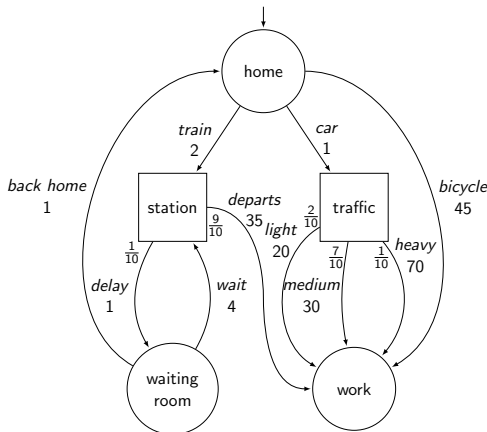 home
train
2
car
1
back home
1
bicycle
45
station
departs
35
9/10
1/10
delay
1
wait
4
traffic
2/10
light
20
7/10
medium
30
1/10
heavy
70
waiting
room
work